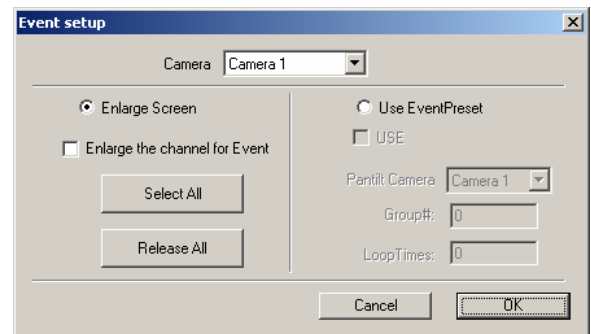 Event setup
Camera Camera 1
Enlarge Screen
Enlarge the channel for Event
Select All
Release All
Use EventPreset
USE
Pantilt Camera Camera 1
Group#: 0
LoopTimes: 0
Cancel OK